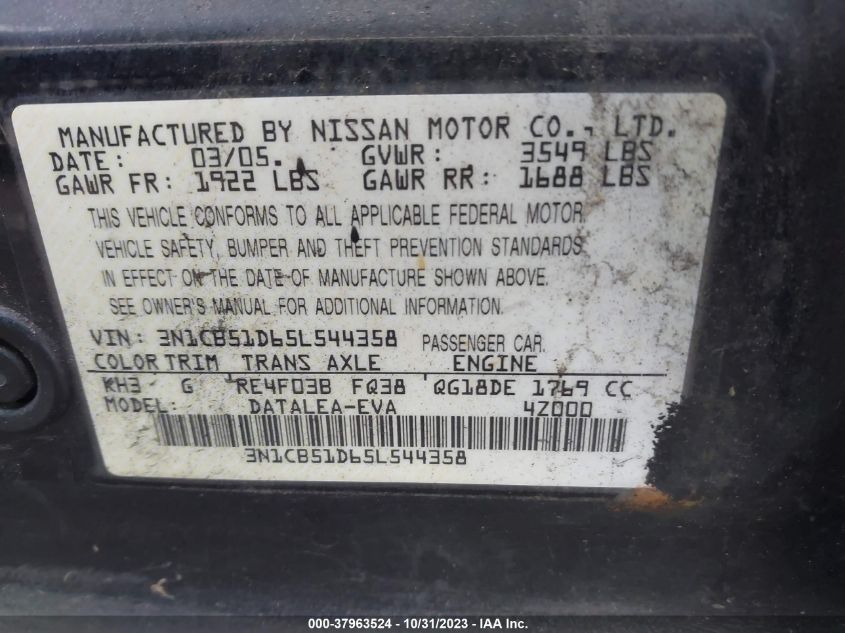 MANUFACTURED BY NISSAN MOTOR CO., LTD.
DATE: 03/05. GVWR: 3549 LBS
GAWR FR: 1922 LBS GAWR RR: 1688 LBS
THIS VEHICLE CONFORMS TO ALL APPLICABLE FEDERAL MOTOR
VEHICLE SAFETY, BUMPER AND THEFT PREVENTION STANDARDS
IN EFFECT ON THE DATE OF MANUFACTURE SHOWN ABOVE.
SEE OWNER'S MANUAL FOR ADDITIONAL INFORMATION.
VIN: 3N1CB51D65L544358 PASSENGER CAR
COLOR TRIM TRANS AXLE ENGINE
KH3 G RE4F03B FQ38 QG18DE 1769 CC
MODEL: DATALEA-EVA 4Z000
3N1CB51D65L544358
000-37963524 - 10/31/2023 - IAA Inc.